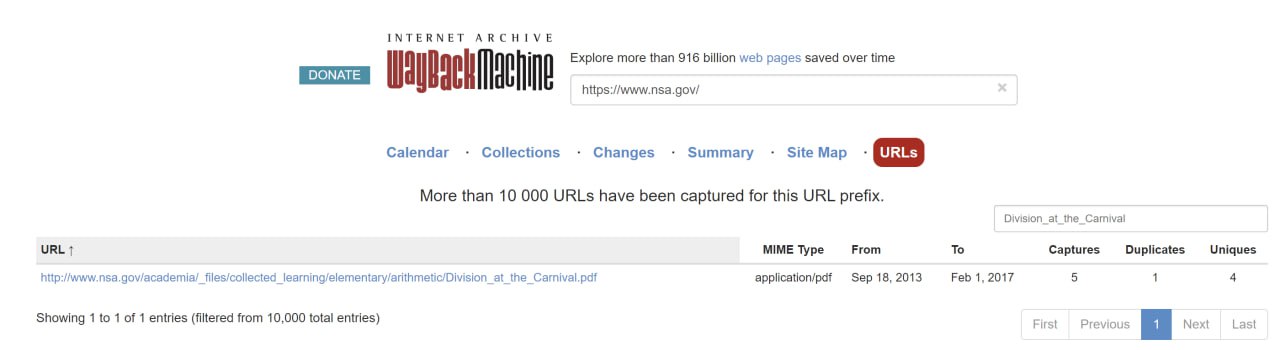 INTERNET ARCHIVE
DONATE
WayBackMachine
Explore more than 916 billion web pages saved over time
https://www.nsa.gov/ ×
Calendar · Collections · Changes · Summary · Site Map · URLs
More than 10 000 URLs have been captured for this URL prefix.
Division_at_the_Carnival
URL ↑ MIME Type From To Captures Duplicates Uniques
http://www.nsa.gov/academia/_files/collected_learning/elementary/arithmetic/Division_at_the_Carnival.pdf application/pdf Sep 18, 2013 Feb 1, 2017 5 1 4
Showing 1 to 1 of 1 entries (filtered from 10,000 total entries)
First Previous 1 Next Last